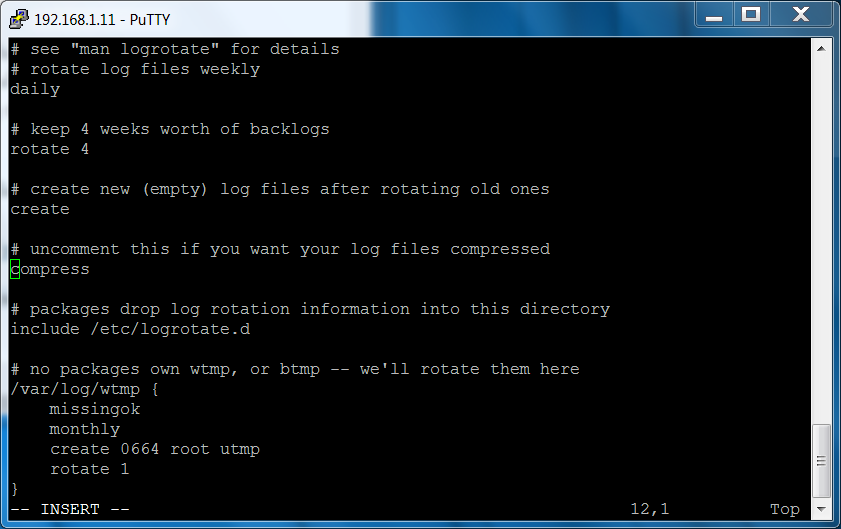 192.168.1.11 - PuTTY
# see "man logrotate" for details
# rotate log files weekly
daily
# keep 4 weeks worth of backlogs
rotate 4
# create new (empty) log files after rotating old ones
create
# uncomment this if you want your log files compressed
compress
# packages drop log rotation information into this directory
include /etc/logrotate.d
# no packages own wtmp, or btmp -- we'll rotate them here
/var/log/wtmp {
    missingok
    monthly
    create 0664 root utmp
    rotate 1
}
-- INSERT -- 12,1 Top